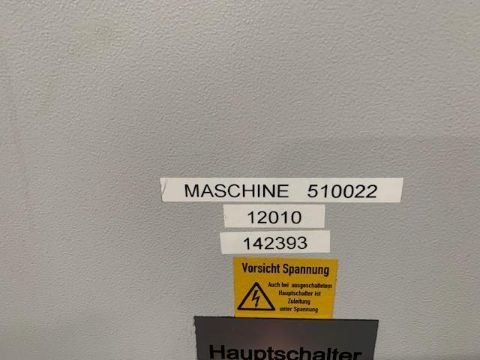 MASCHINE 510022
12010
142393
Vorsicht Spannung
Auch bei ausgeschaltetem
Hauptschalter ist
Zuleitung
unter Spannung
Hauptschalter